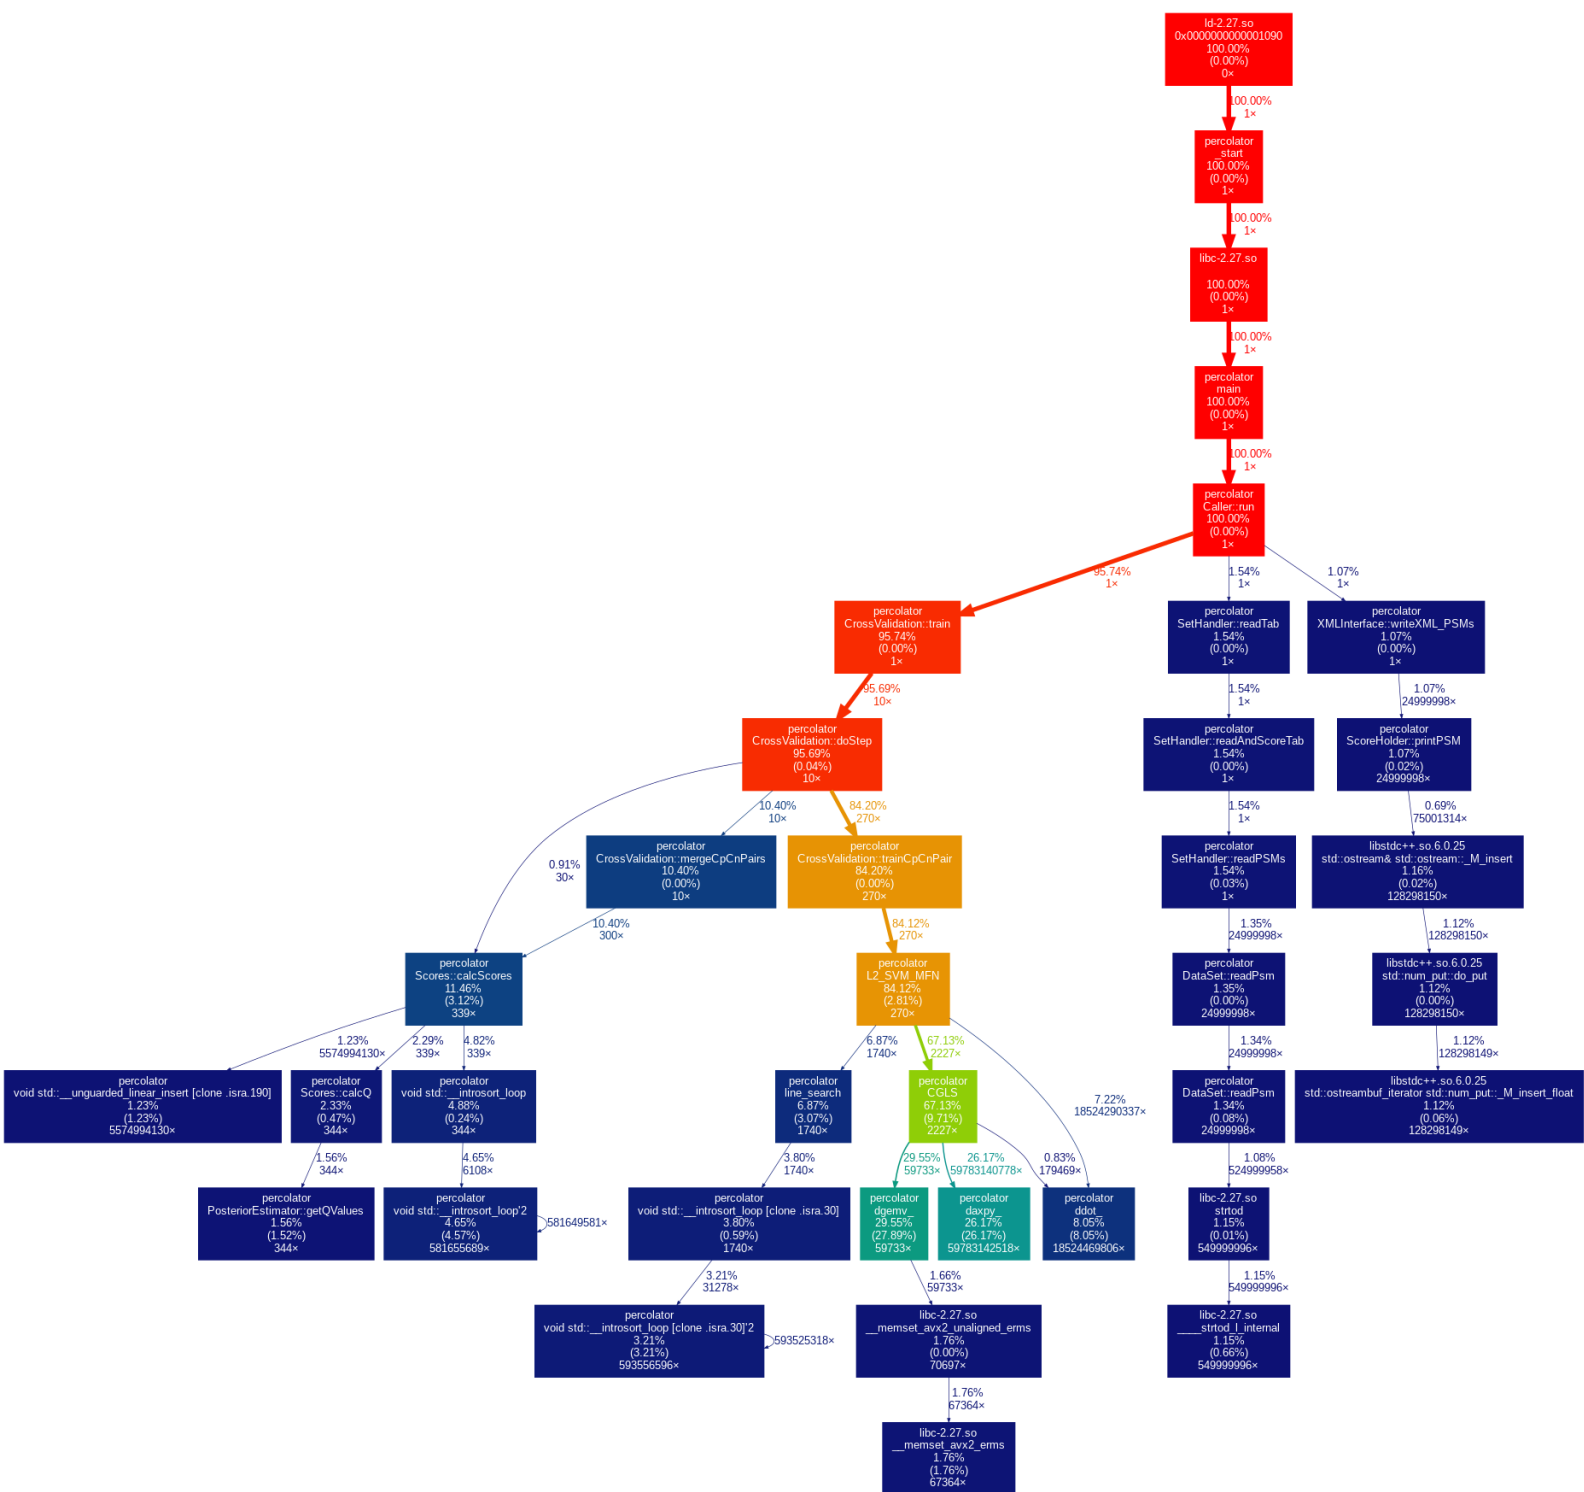 ld-2.27.so
0x0000000000001090
100.00%
(0.00%)
0×
100.00%
1×
percolator
_start
100.00%
(0.00%)
1×
100.00%
1×
libc-2.27.so
100.00%
(0.00%)
1×
100.00%
1×
percolator
main
100.00%
(0.00%)
1×
100.00%
1×
percolator
Caller::run
100.00%
(0.00%)
1×
95.74%
1×
1.54%
1×
1.07%
1×
percolator
CrossValidation::train
95.74%
(0.00%)
1×
percolator
SetHandler::readTab
1.54%
(0.00%)
1×
percolator
XMLInterface::writeXML_PSMs
1.07%
(0.00%)
1×
95.69%
10×
1.54%
1×
1.07%
24999998×
percolator
CrossValidation::doStep
95.69%
(0.04%)
10×
percolator
SetHandler::readAndScoreTab
1.54%
(0.00%)
1×
percolator
ScoreHolder::printPSM
1.07%
(0.02%)
24999998×
0.91%
30×
10.40%
10×
84.20%
270×
1.54%
1×
0.69%
75001314×
percolator
CrossValidation::mergeCpCnPairs
10.40%
(0.00%)
10×
percolator
CrossValidation::trainCpCnPair
84.20%
(0.00%)
270×
percolator
SetHandler::readPSMs
1.54%
(0.03%)
1×
libstdc++.so.6.0.25
std::ostream& std::ostream::_M_insert
1.16%
(0.02%)
128298150×
10.40%
300×
84.12%
270×
1.35%
24999998×
1.12%
128298150×
percolator
Scores::calcScores
11.46%
(3.12%)
339×
percolator
L2_SVM_MFN
84.12%
(2.81%)
270×
percolator
DataSet::readPsm
1.35%
(0.00%)
24999998×
libstdc++.so.6.0.25
std::num_put::do_put
1.12%
(0.00%)
128298150×
1.23%
5574994130×
2.29%
339×
4.82%
339×
6.87%
1740×
67.13%
2227×
7.22%
18524290337×
1.34%
24999998×
1.12%
128298149×
percolator
void std::__unguarded_linear_insert [clone .isra.190]
1.23%
(1.23%)
5574994130×
percolator
Scores::calcQ
2.33%
(0.47%)
344×
percolator
void std::__introsort_loop
4.88%
(0.24%)
344×
percolator
line_search
6.87%
(3.07%)
1740×
percolator
CGLS
67.13%
(9.71%)
2227×
percolator
DataSet::readPsm
1.34%
(0.08%)
24999998×
libstdc++.so.6.0.25
std::ostreambuf_iterator std::num_put::_M_insert_float
1.12%
(0.06%)
128298149×
1.56%
344×
4.65%
6108×
3.80%
1740×
29.55%
59733×
26.17%
59783140778×
0.83%
179469×
1.08%
524999958×
percolator
PosteriorEstimator::getQValues
1.56%
(1.52%)
344×
percolator
void std::__introsort_loop'2
4.65%
(4.57%)
581655689×
581649581×
percolator
void std::__introsort_loop [clone .isra.30]
3.80%
(0.59%)
1740×
percolator
dgemv_
29.55%
(27.89%)
59733×
percolator
daxpy_
26.17%
(26.17%)
59783142518×
percolator
ddot_
8.05%
(8.05%)
18524469806×
libc-2.27.so
strtod
1.15%
(0.01%)
549999996×
3.21%
31278×
1.66%
59733×
1.15%
549999996×
percolator
void std::__introsort_loop [clone .isra.30]'2
3.21%
(3.21%)
593556596×
593525318×
libc-2.27.so
__memset_avx2_unaligned_erms
1.76%
(0.00%)
70697×
libc-2.27.so
____strtod_l_internal
1.15%
(0.66%)
549999996×
1.76%
67364×
libc-2.27.so
__memset_avx2_erms
1.76%
(1.76%)
67364×